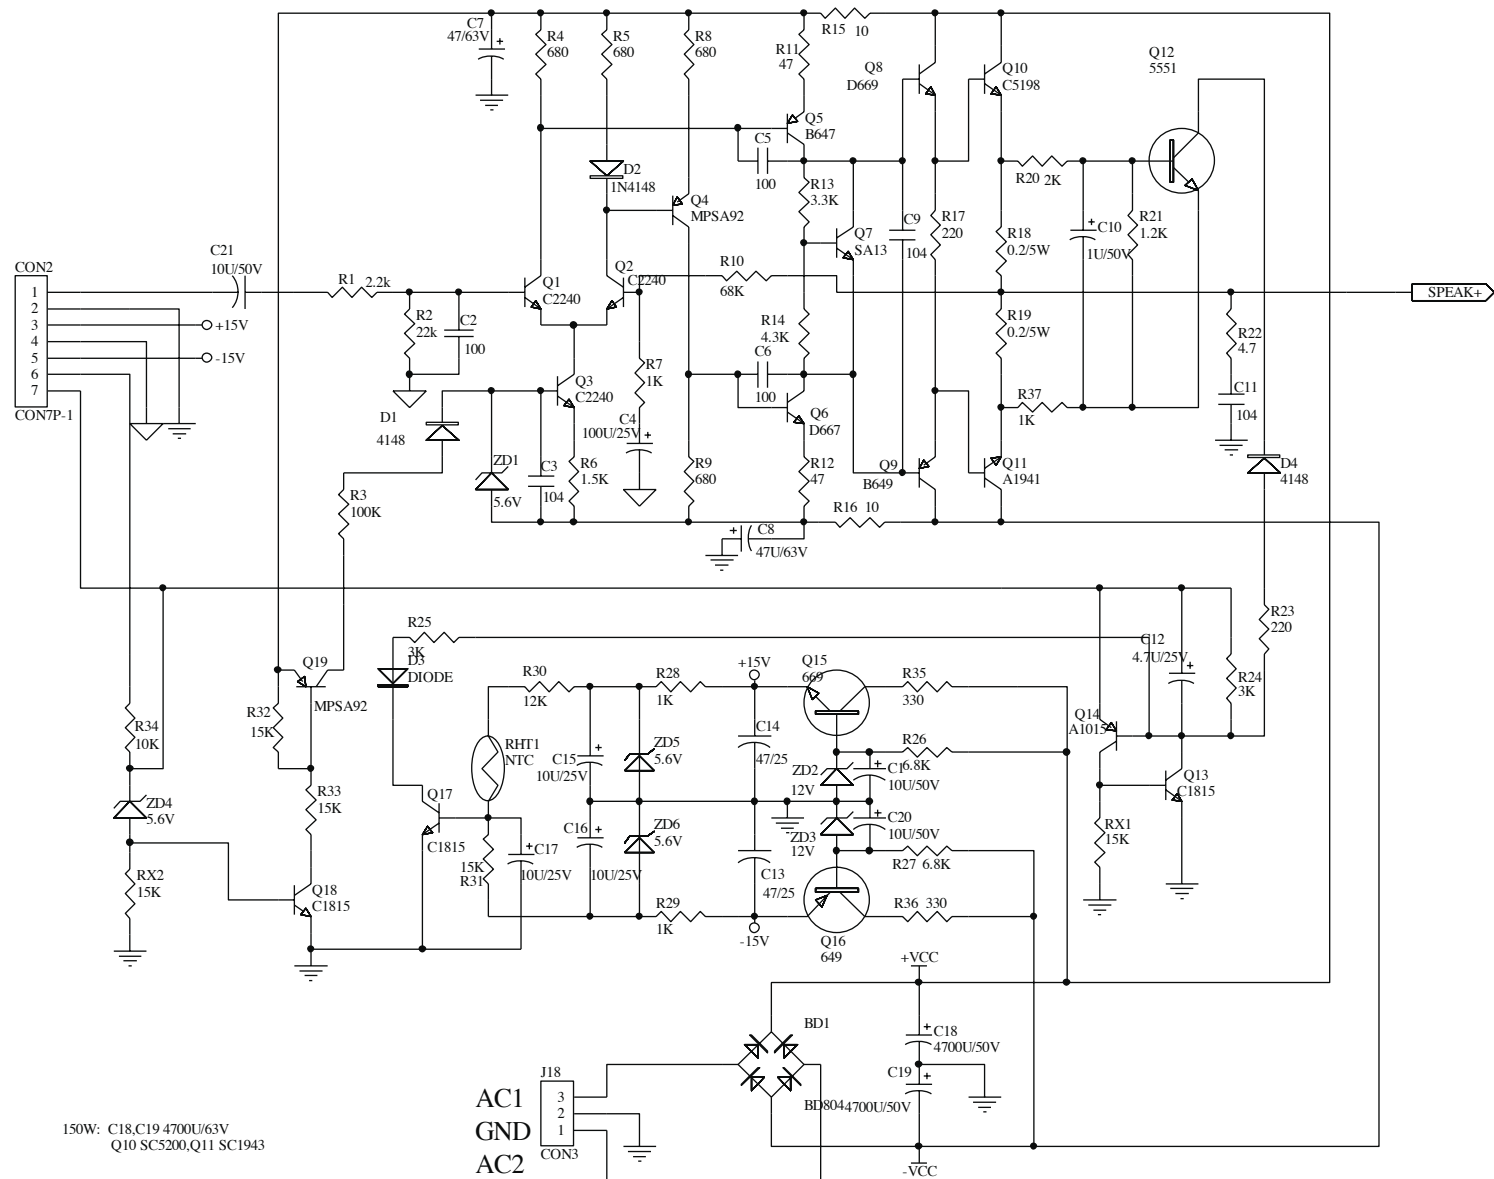 C7
47/63V
R4
680
R5
680
R8
680
R11
47
R15 10
Q8
D669
Q10
C5198
Q12
5551
Q5
B647
C5
100
D2
1N4148
R13
3.3K
R20 2K
Q4
MPSA92
Q7
SA13
C9
104
R17
220
R18
0.2/5W
C10
1U/50V
R21
1.2K
C21
10U/50V
CON2
1
2
3
4
5
6
7
CON7P-1
+15V
-15V
R1 2.2k
R2
22k
C2
100
Q1
C2240
Q2
C2240
R10
68K
SPEAK+
R14
4.3K
R19
0.2/5W
R22
4.7
C6
100
R7
1K
Q3
C2240
D1
4148
C4
100U/25V
Q6
D667
R37
1K
C11
104
ZD1
5.6V
C3
104
R6
1.5K
R9
680
R12
47
Q9
B649
Q11
A1941
D4
4148
R3
100K
R16 10
C8
47U/63V
R23
220
R25
3K
D3
DIODE
C12
4.7U/25V
R24
3K
Q19
MPSA92
R30
12K
R28
1K
+15V
Q15
669
R35
330
Q14
A1015
R34
10K
R32
15K
RHT1
NTC
C15
10U/25V
ZD5
5.6V
C14
47/25
ZD2
12V
C1
10U/50V
R26
6.8K
Q13
C1815
ZD4
5.6V
R33
15K
Q17
C1815
15K
R31
C17
10U/25V
C16
10U/25V
ZD6
5.6V
C13
47/25
ZD3
12V
C20
10U/50V
R27 6.8K
RX1
15K
RX2
15K
Q18
C1815
R29
1K
-15V
Q16
649
R36 330
+VCC
BD1
BD804
C18
4700U/50V
C19
4700U/50V
-VCC
J18
AC1
3
GND
2
1
AC2
CON3
150W: C18,C19 4700U/63V
Q10 SC5200,Q11 SC1943